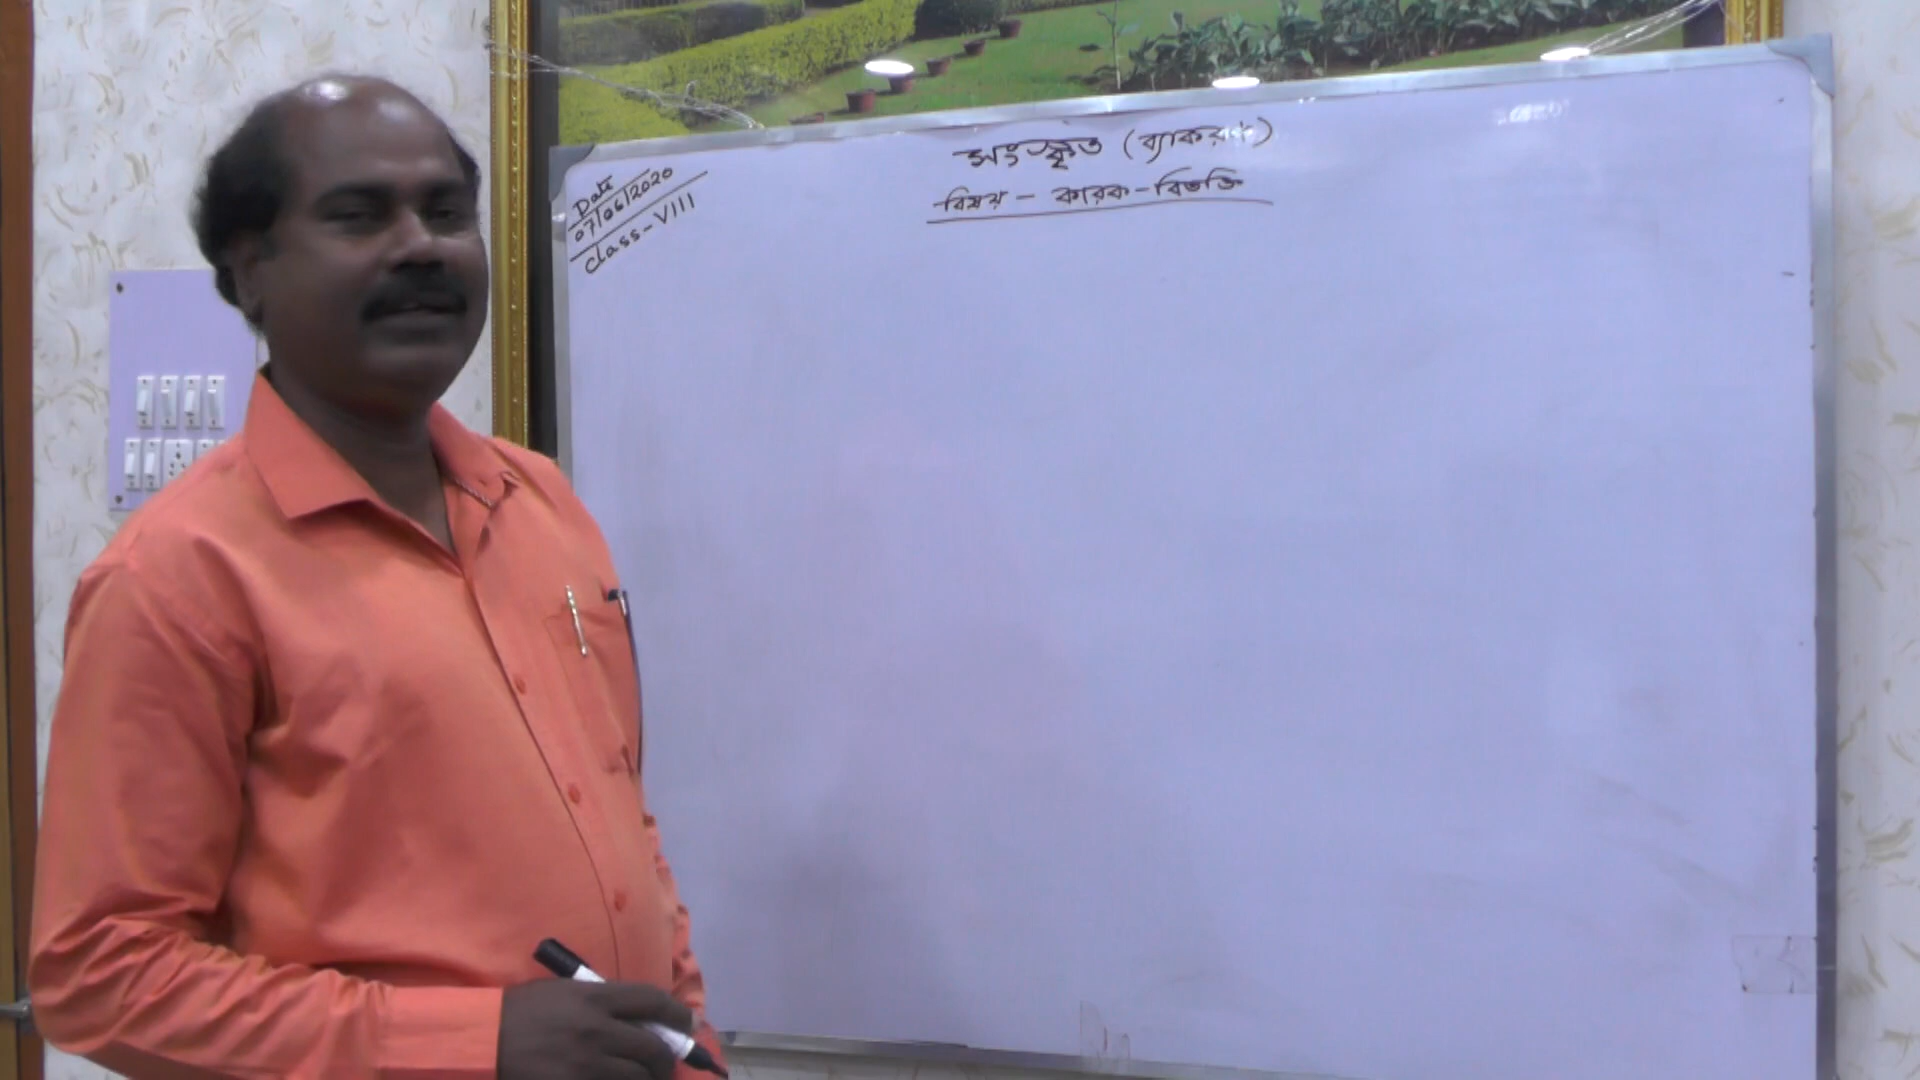 Date
07/06/2020
Class-VIII
সংস্কৃত (ব্যাকরণ)
বিষয় - কারক-বিভক্তি